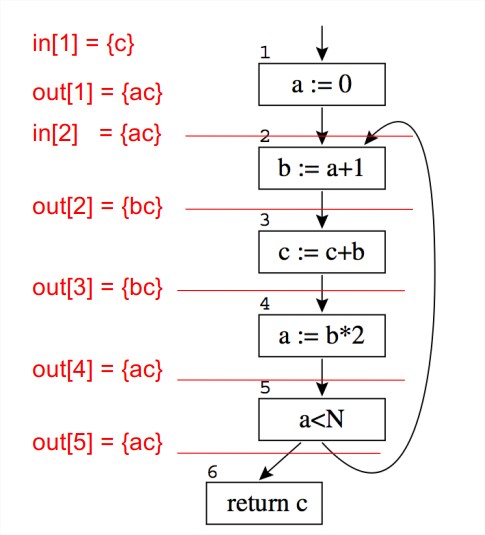 in[1] = {c}
1
out[1] = {ac}
a := 0
in[2] = {ac}
2
b := a+1
out[2] = {bc}
3
c := c+b
out[3] = {bc}
4
a := b*2
out[4] = {ac}
5
a<N
out[5] = {ac}
6
return c